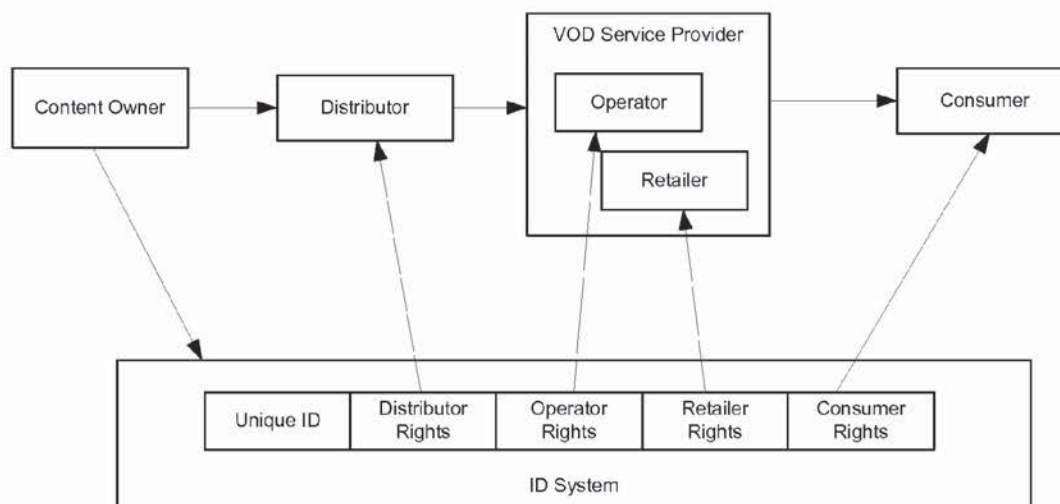 VOD Service Provider
Content Owner
Distributor
Operator
Consumer
Retailer
Unique ID
Distributor
Rights
Operator
Rights
Retailer
Rights
Consumer
Rights
ID System